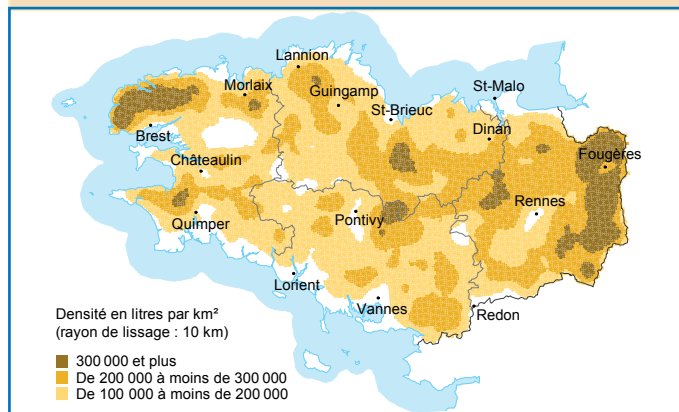 Lannion
Morlaix
Guingamp
St-Brieuc
St-Malo
Brest
Dinan
Fougères
Châteaulin
Rennes
Quimper
Pontivy
Lorient
Vannes
Redon
Densité en litres par km²
(rayon de lissage : 10 km)
300 000 et plus
De 200 000 à moins de 300 000
De 100 000 à moins de 200 000